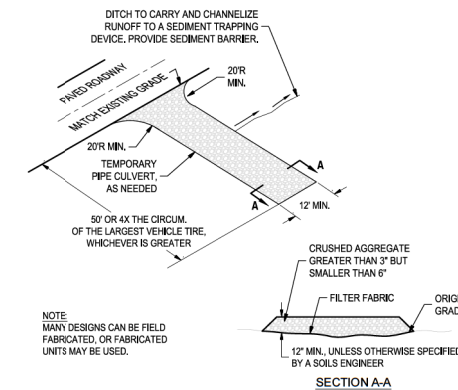 DITCH TO CARRY AND CHANNELIZE
RUNOFF TO A SEDIMENT TRAPPING
DEVICE. PROVIDE SEDIMENT BARRIER.
PAVED ROADWAY
MATCH EXISTING GRADE
20'R
MIN.
20'R MIN.
TEMPORARY
PIPE CULVERT,
AS NEEDED
A
A
12' MIN.
50' OR 4X THE CIRCUM.
OF THE LARGEST VEHICLE TIRE,
WHICHEVER IS GREATER
CRUSHED AGGREGATE
GREATER THAN 3" BUT
SMALLER THAN 6"
FILTER FABRIC
NOTE:
MANY DESIGNS CAN BE FIELD
FABRICATED, OR FABRICATED
UNITS MAY BE USED.
12" MIN., UNLESS OTHERWISE SPECIFIED
BY A SOILS ENGINEER
SECTION A-A